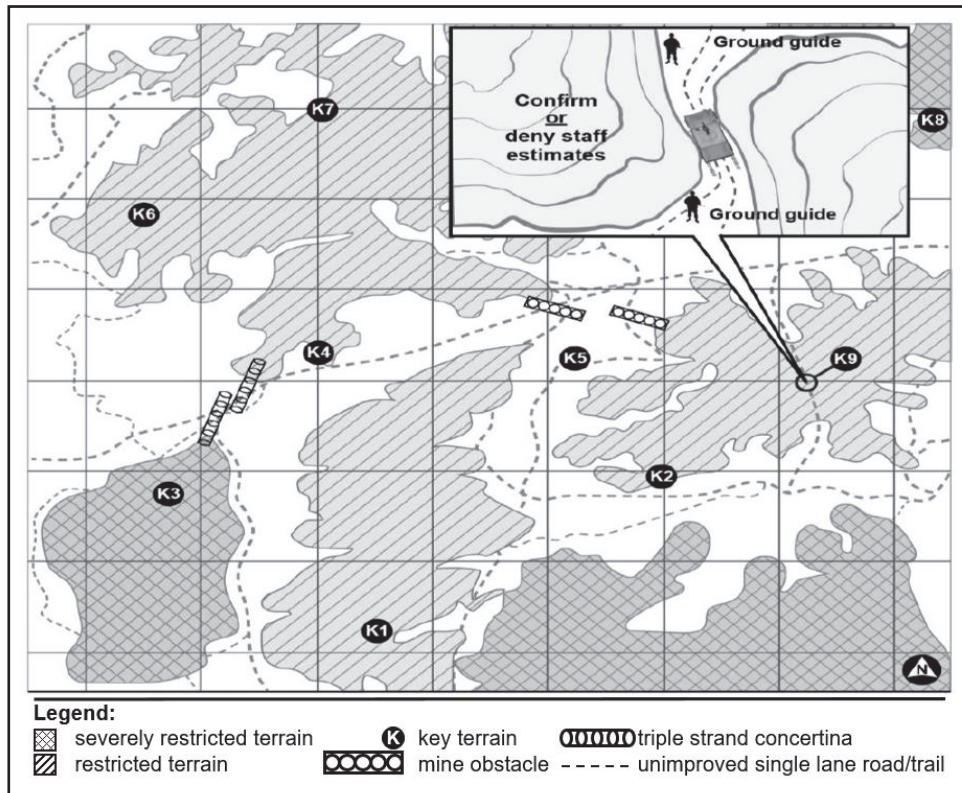 Ground guide
K7
Confirm
or
deny staff
estimates
K8
K6
Ground guide
K4
K5
K9
K3
K2
K1
N
Legend:
severely restricted terrain
K key terrain
triple strand concertina
restricted terrain
mine obstacle
unimproved single lane road/trail